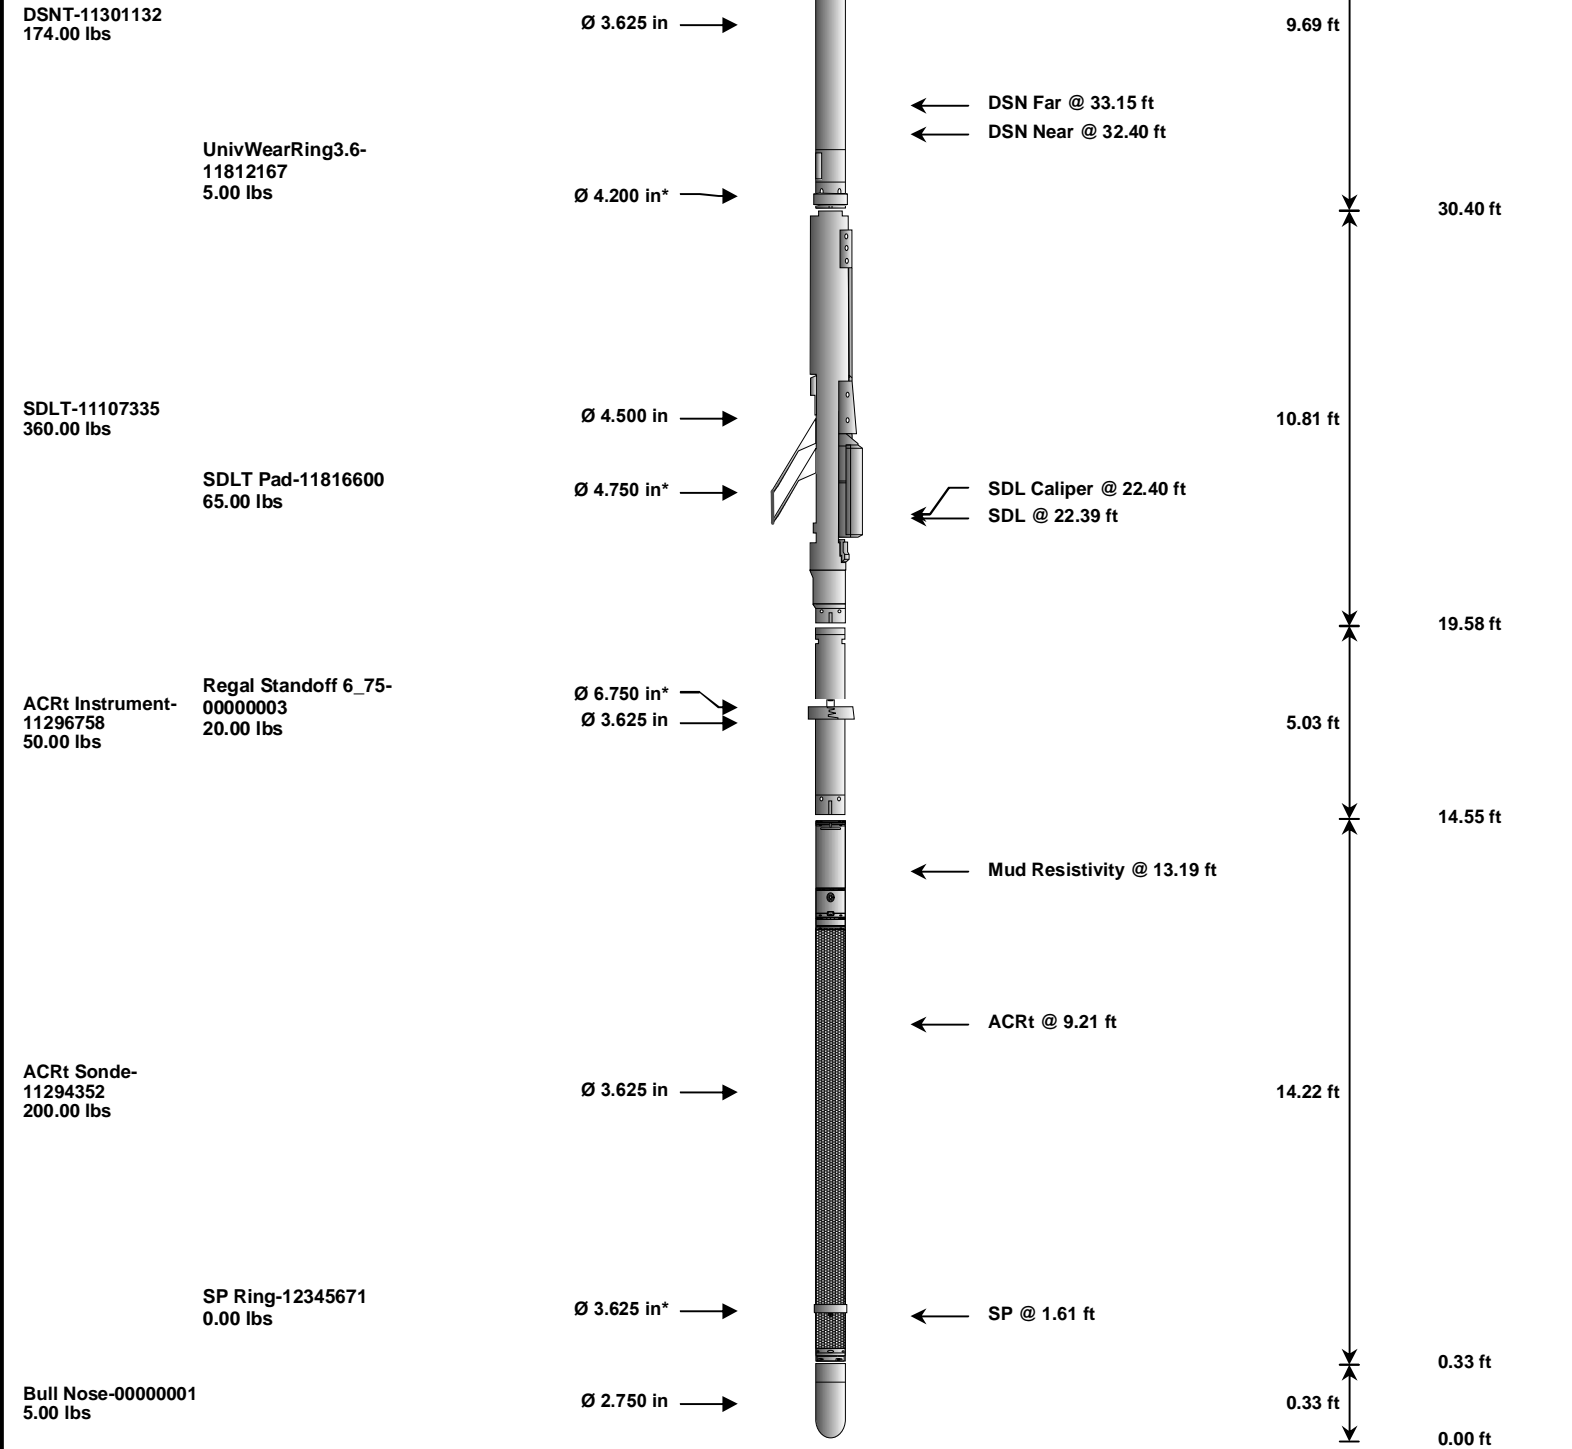 DSNT-11301132
174.00 lbs
Ø 3.625 in
9.69 ft
DSN Far @ 33.15 ft
DSN Near @ 32.40 ft
UnivWearRing3.6-
11812167
5.00 lbs
Ø 4.200 in*
30.40 ft
SDLT-11107335
360.00 lbs
Ø 4.500 in
10.81 ft
SDLT Pad-11816600
65.00 lbs
Ø 4.750 in*
SDL Caliper @ 22.40 ft
SDL @ 22.39 ft
19.58 ft
Regal Standoff 6_75-
00000003
20.00 lbs
Ø 6.750 in*
ACRt Instrument-
11296758
50.00 lbs
Ø 3.625 in
5.03 ft
14.55 ft
Mud Resistivity @ 13.19 ft
ACRt @ 9.21 ft
ACRt Sonde-
11294352
200.00 lbs
Ø 3.625 in
14.22 ft
SP Ring-12345671
0.00 lbs
Ø 3.625 in*
SP @ 1.61 ft
0.33 ft
Bull Nose-00000001
5.00 lbs
Ø 2.750 in
0.33 ft
0.00 ft